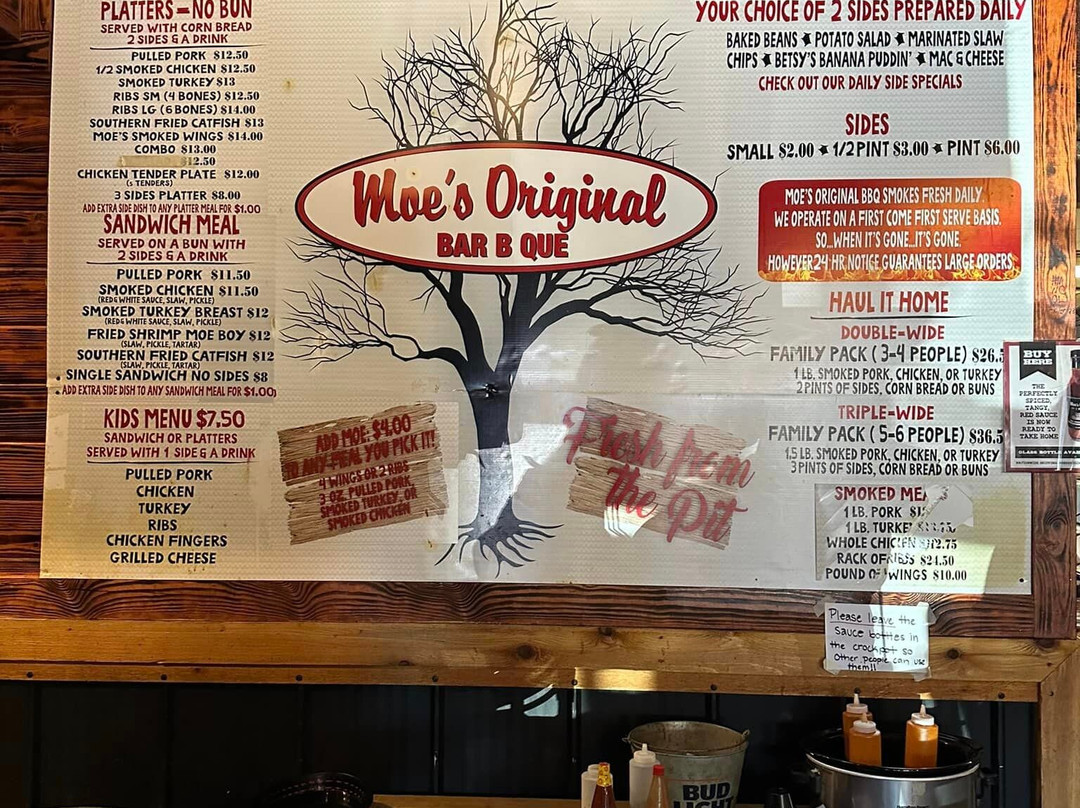 PLATTERS - NO BUN
SERVED WITH CORN BREAD
2 SIDES & A DRINK
PULLED PORK $12.50
1/2 SMOKED CHICKEN $12.50
SMOKED TURKEY $13
RIBS SM (4 BONES) $12.50
RIBS LG (6 BONES) $14.00
SOUTHERN FRIED CATFISH $13
MOE'S SMOKED WINGS $14.00
COMBO $13.00
12.50
CHICKEN TENDER PLATE $12.00
(5 TENDERS)
3 SIDES PLATTER $8.00
ADD EXTRA SIDE DISH TO ANY PLATTER MEAL FOR $1.00
SANDWICH MEAL
SERVED ON A BUN WITH
2 SIDES & A DRINK
PULLED PORK $11.50
SMOKED CHICKEN $11.50
(RED & WHITE SAUCE, SLAW, PICKLE)
SMOKED TURKEY BREAST $12
(RED & WHITE SAUCE, SLAW, PICKLE)
FRIED SHRIMP MOE BOY $12
(SLAW, PICKLE, TARTAR)
SOUTHERN FRIED CATFISH $12
(SLAW, PICKLE, TARTAR)
SINGLE SANDWICH NO SIDES $8
ADD EXTRA SIDE DISH TO ANY SANDWICH MEAL FOR $1.00
KIDS MENU $7.50
SANDWICH OR PLATTERS
SERVED WITH 1 SIDE & A DRINK
PULLED PORK
CHICKEN
TURKEY
RIBS
CHICKEN FINGERS
GRILLED CHEESE
Moe's Original
BAR B QUE
ADD MOE: $4.00
TO ANY MEAL YOU PICK IT!
4 WINGS OR 2 RIBS
3 OZ. PULLED PORK,
SMOKED TURKEY, OR
SMOKED CHICKEN
Fresh from
the Pit
YOUR CHOICE OF 2 SIDES PREPARED DAILY
BAKED BEANS POTATO SALAD MARINATED SLAW
CHIPS BETSY'S BANANA PUDDIN' MAC & CHEESE
CHECK OUT OUR DAILY SIDE SPECIALS
SIDES
SMALL $2.00 1/2 PINT $3.00 PINT $6.00
MOE'S ORIGINAL BBQ SMOKES FRESH DAILY.
WE OPERATE ON A FIRST COME FIRST SERVE BASIS.
SO...WHEN IT'S GONE...IT'S GONE.
HOWEVER 24 HR. NOTICE GUARANTEES LARGE ORDERS
HAUL IT HOME
DOUBLE-WIDE
FAMILY PACK ( 3-4 PEOPLE) $26.5
1 LB. SMOKED PORK, CHICKEN, OR TURKEY
2 PINTS OF SIDES, CORN BREAD OR BUNS
TRIPLE-WIDE
FAMILY PACK ( 5-6 PEOPLE) $36.5
1.5 LB. SMOKED PORK, CHICKEN, OR TURKEY
3 PINTS OF SIDES, CORN BREAD OR BUNS
SMOKED MEA
1 LB. PORK
1 LB. TURKE
WHOLE CHICKEN $12.75
RACK OF RIBS $24.50
POUND OF WINGS $10.00
BUY
HERE
THE
PERFECTLY
SPICED,
TANGY,
RED SAUCE
IS NOW
READY TO
TAKE HOME
Please leave the
Sauce bottles in
the crockpot so
Other people can use
them!!
BUD
LIGHT